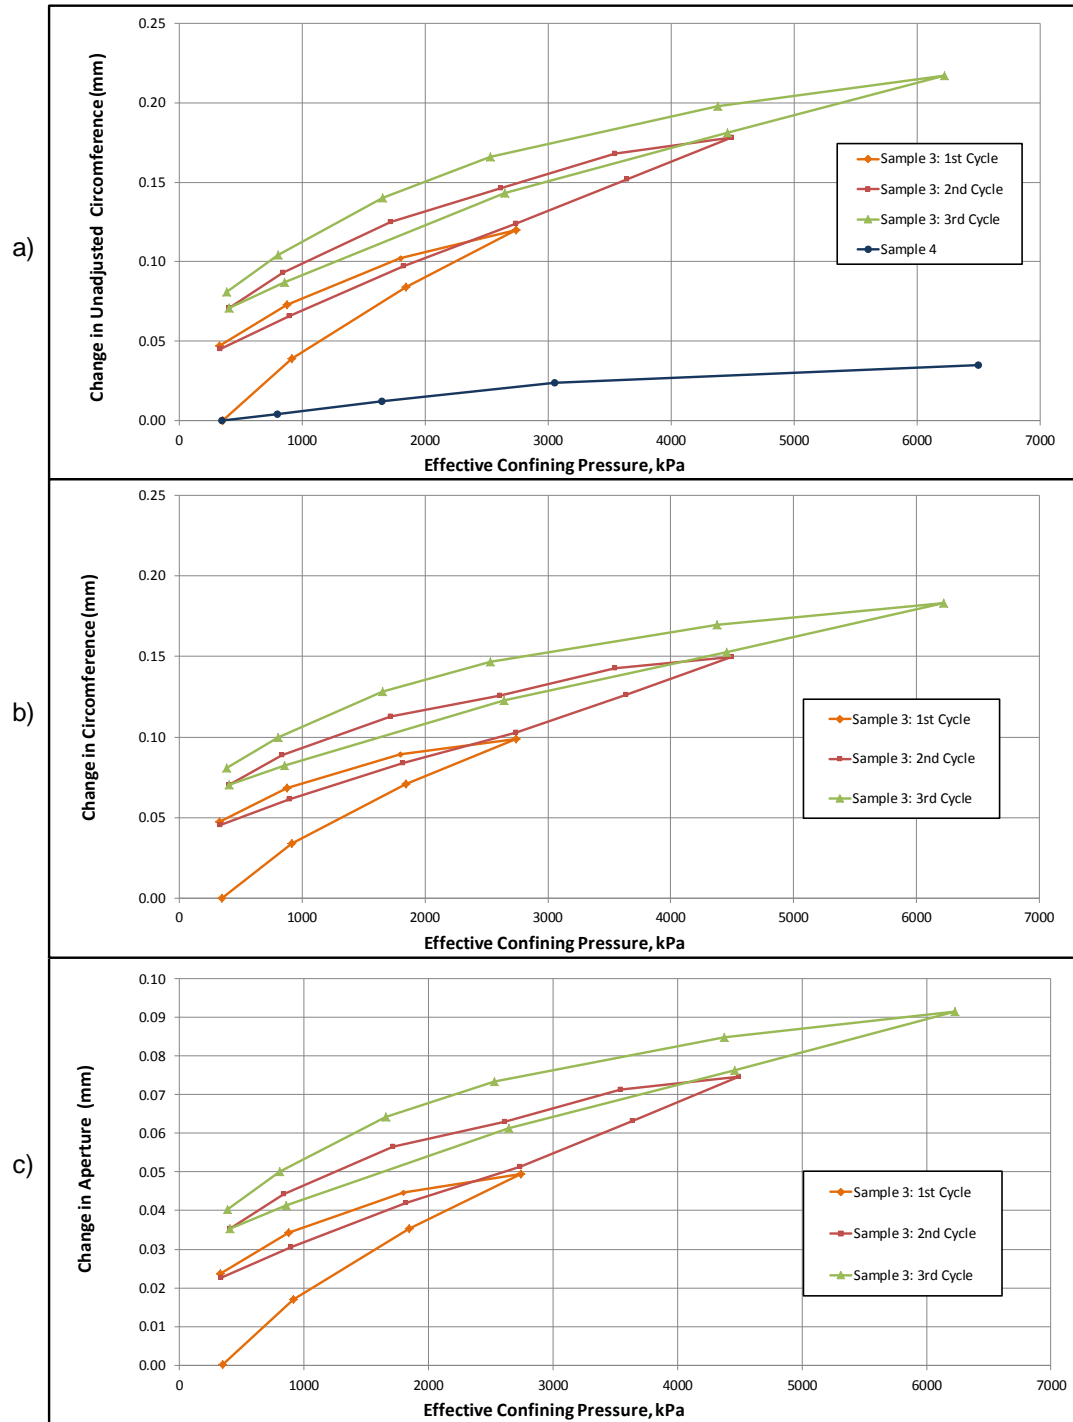 a)
Change in Unadjusted Circomference (mm)
0.25
0.20
0.15
0.10
0.05
0.00
0 1000 2000 3000 4000 5000 6000 7000
Effective Confining Pressure, kPa
Sample 3: 1st Cycle
Sample 3: 2nd Cycle
Sample 3: 3rd Cycle
Sample 4
b)
Change in Circomference (mm)
0.25
0.20
0.15
0.10
0.05
0.00
0 1000 2000 3000 4000 5000 6000 7000
Effective Confining Pressure, kPa
Sample 3: 1st Cycle
Sample 3: 2nd Cycle
Sample 3: 3rd Cycle
c)
Change in Aperture (mm)
0.10
0.09
0.08
0.07
0.06
0.05
0.04
0.03
0.02
0.01
0.00
0 1000 2000 3000 4000 5000 6000 7000
Effective Confining Pressure, kPa
Sample 3: 1st Cycle
Sample 3: 2nd Cycle
Sample 3: 3rd Cycle